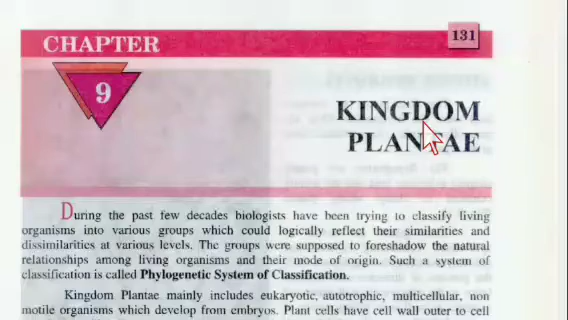 131
CHAPTER
9
KINGDOM
PLANTAE
During the past few decades biologists have been trying to classify living
organisms into various groups which could logically reflect their similarities and
dissimilarities at various levels. The groups were supposed to foreshadow the natural
relationships among living organisms and their mode of origin. Such a system of
classification is called Phylogenetic System of Classification.
Kingdom Plantae mainly includes eukaryotic, autotrophic, multicellular, non
motile organisms which develop from embryos. Plant cells have cell wall outer to cell